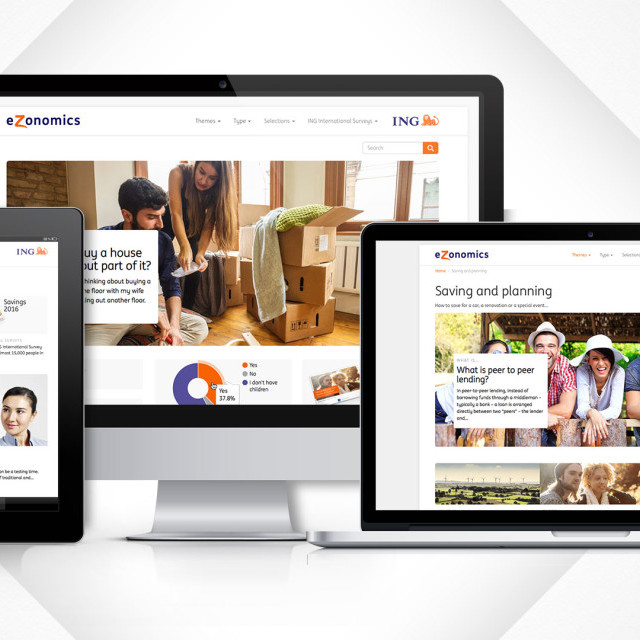 eZonomics
Themes
Type
Selections
ING International Surveys
ING
Search
uy a house
out part of it?
hinking about buying a
e floor with my wife
ing out another floor.
Yes
No
I don't have
children
Yes
37.8%
ING
Savings
2016
G International Survey
lmost 15,000 people in
an be a testing time.
of traditional and...
eZonomics
Themes
Type
Selections
Home
Saving and planning
Saving and planning
How to save for a car, a renovation or a special event...
WHAT IS...
What is peer to peer
lending?
In peer to peer lending, instead of
borrowing funds through a middleman -
typically a bank - a loan is arranged
directly between two "peers" - the lender
and...